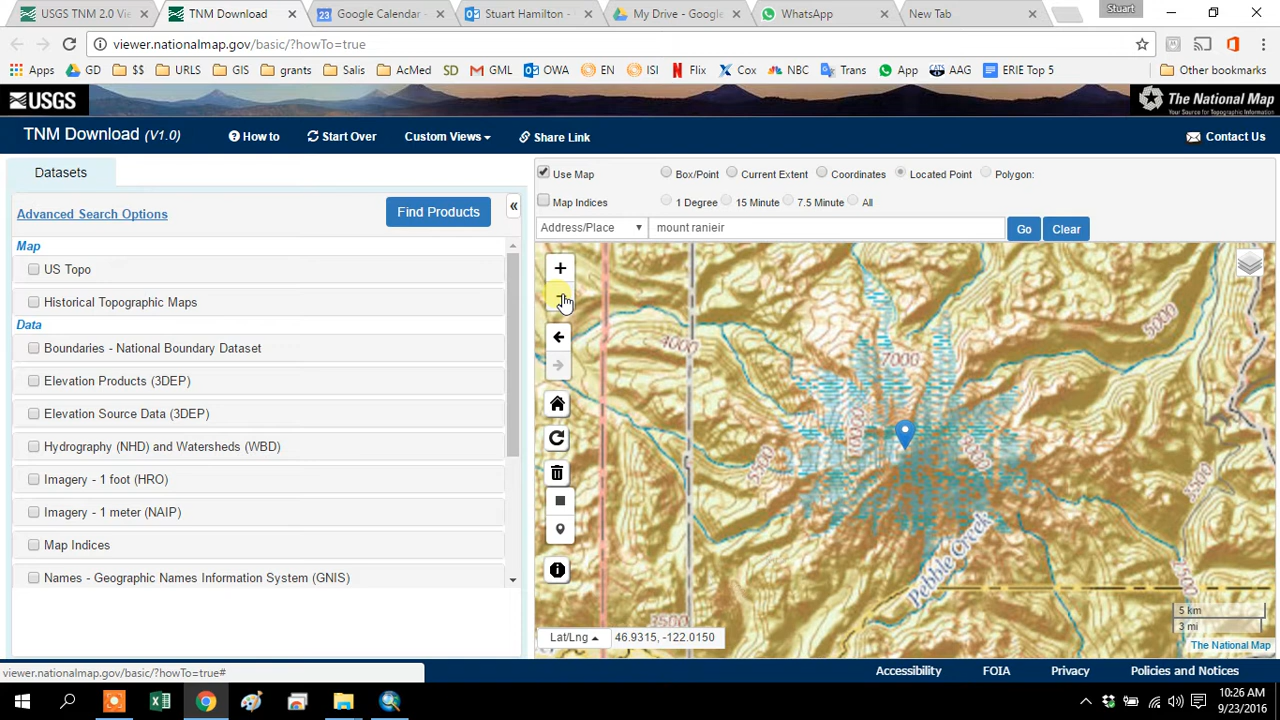 USGS TNM 2.0 Vi
TNM Download
Google Calendar -
Stuart Hamilton -
My Drive - Google
WhatsApp
New Tab
Stuart
viewer.nationalmap.gov/basic/?howTo=true
Apps
GD
$$
URLS
GIS
grants
Salis
AcMed
SD
GML
OWA
EN
ISI
Flix
Cox
NBC
Trans
App
AAG
ERIE Top 5
Other bookmarks
USGS
The National Map
Your Source for Topographic Information
TNM Download (V1.0)
How to
Start Over
Custom Views
Share Link
Contact Us
Datasets
Use Map
Box/Point
Current Extent
Coordinates
Located Point
Polygon:
Map Indices
1 Degree
15 Minute
7.5 Minute
All
Advanced Search Options
Find Products
«
Address/Place
mount ranieir
Go
Clear
Map
US Topo
Historical Topographic Maps
Data
Boundaries - National Boundary Dataset
Elevation Products (3DEP)
Elevation Source Data (3DEP)
Hydrography (NHD) and Watersheds (WBD)
Imagery - 1 foot (HRO)
Imagery - 1 meter (NAIP)
Map Indices
Names - Geographic Names Information System (GNIS)
+
5000
4000
7000
10000
5500
3500
Pebble Creek
3500
5 km
3 mi
Lat/Lng
46.9315, -122.0150
The National Map
viewer.nationalmap.gov/basic/?howTo=true#
Accessibility
FOIA
Privacy
Policies and Notices
10:26 AM
9/23/2016